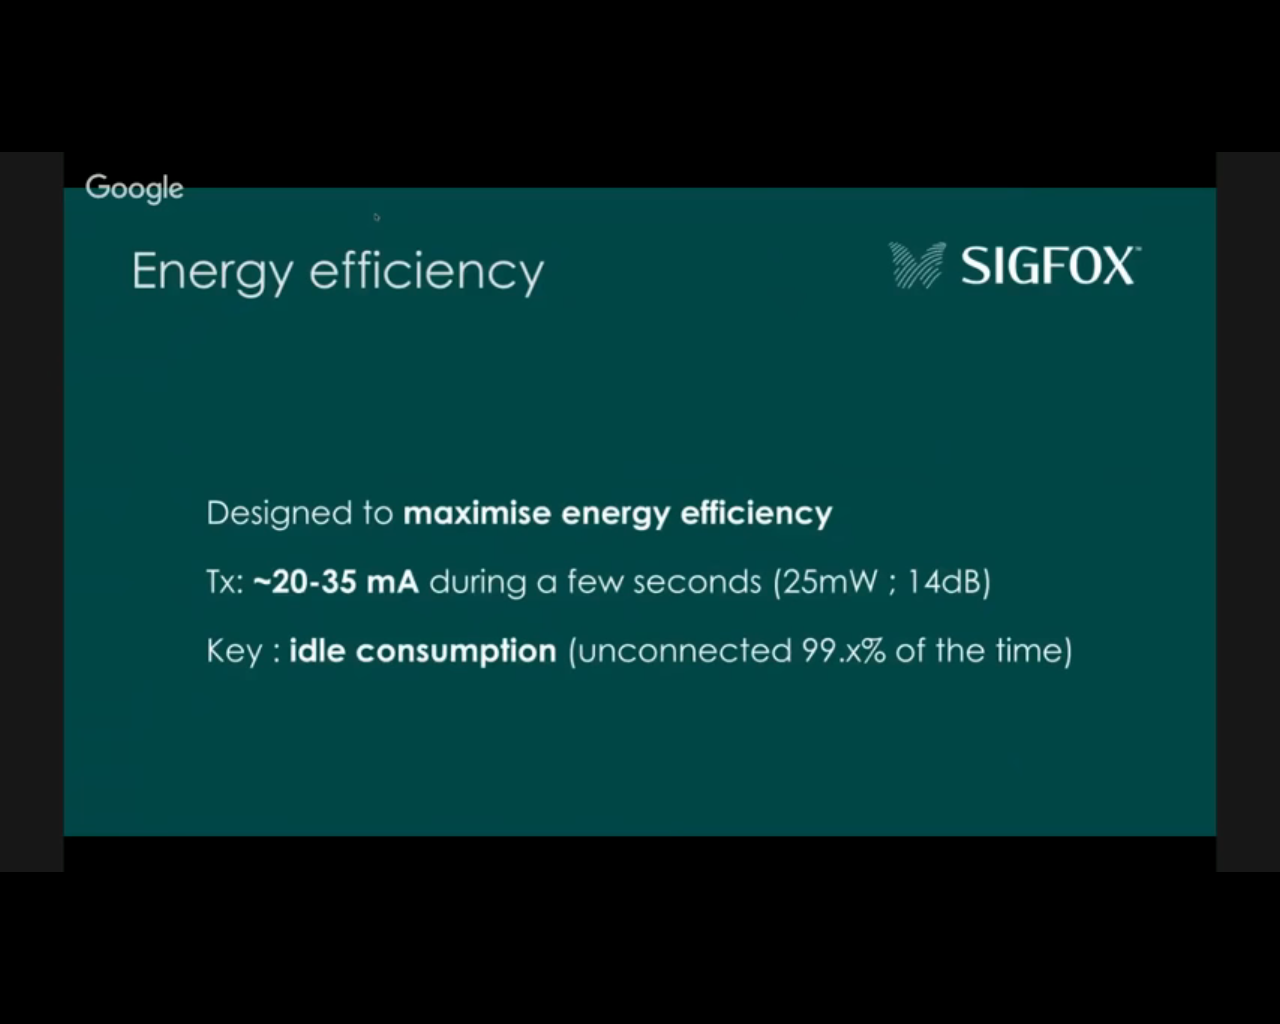 Google
Energy efficiency
SIGFOX™
Designed to maximise energy efficiency
Tx: ~20-35 mA during a few seconds (25mW ; 14dB)
Key : idle consumption (unconnected 99.x% of the time)